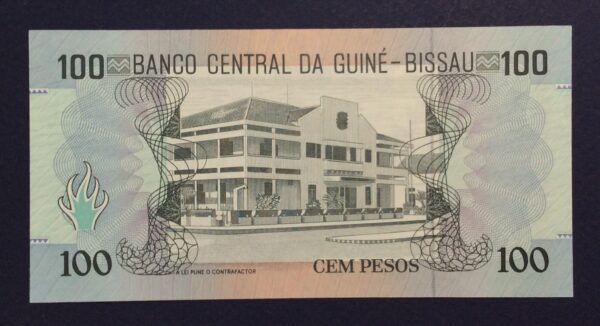 100 BANCO CENTRAL DA GUINÉ-BISSAU 100
A LEI PUNE O CONTRAFACTOR
100 CEM PESOS 100